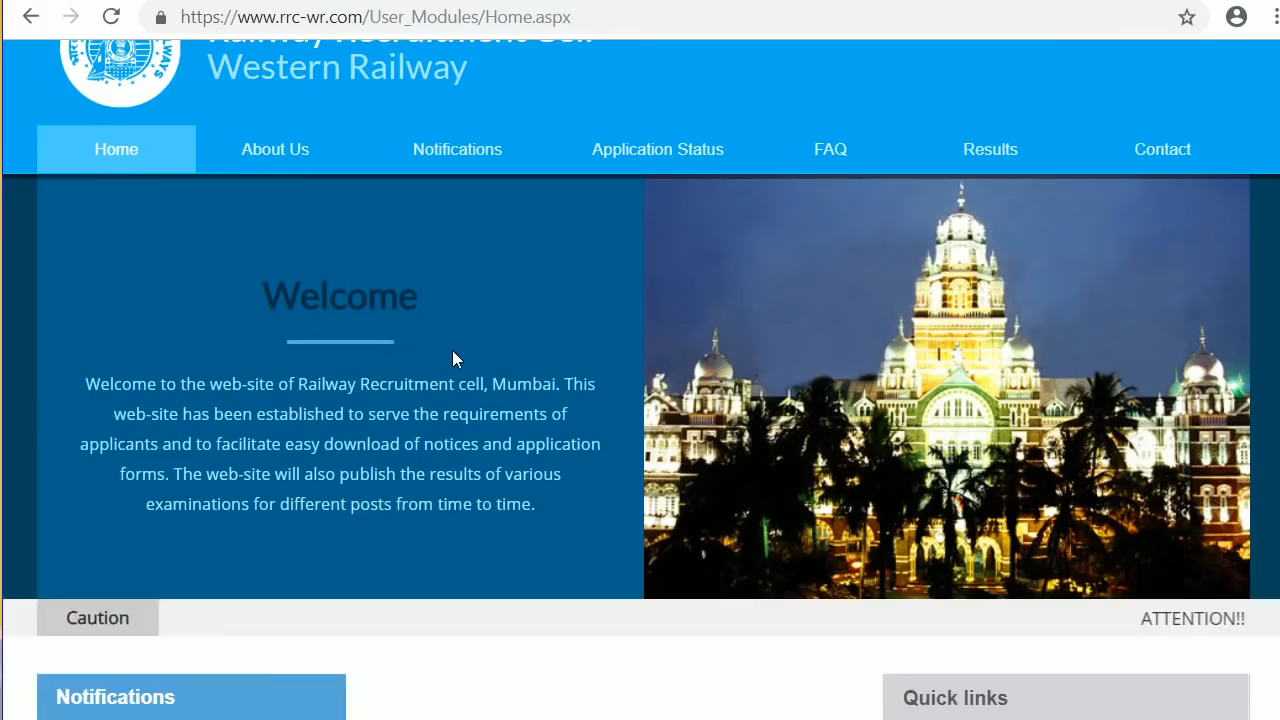 https://www.rrc-wr.com/User_Modules/Home.aspx
Railway Recruitment Cell
Western Railway
Home
About Us
Notifications
Application Status
FAQ
Results
Contact
Welcome
Welcome to the web-site of Railway Recruitment cell, Mumbai. This
web-site has been established to serve the requirements of
applicants and to facilitate easy download of notices and application
forms. The web-site will also publish the results of various
examinations for different posts from time to time.
Caution
ATTENTION!!
Notifications
Quick links